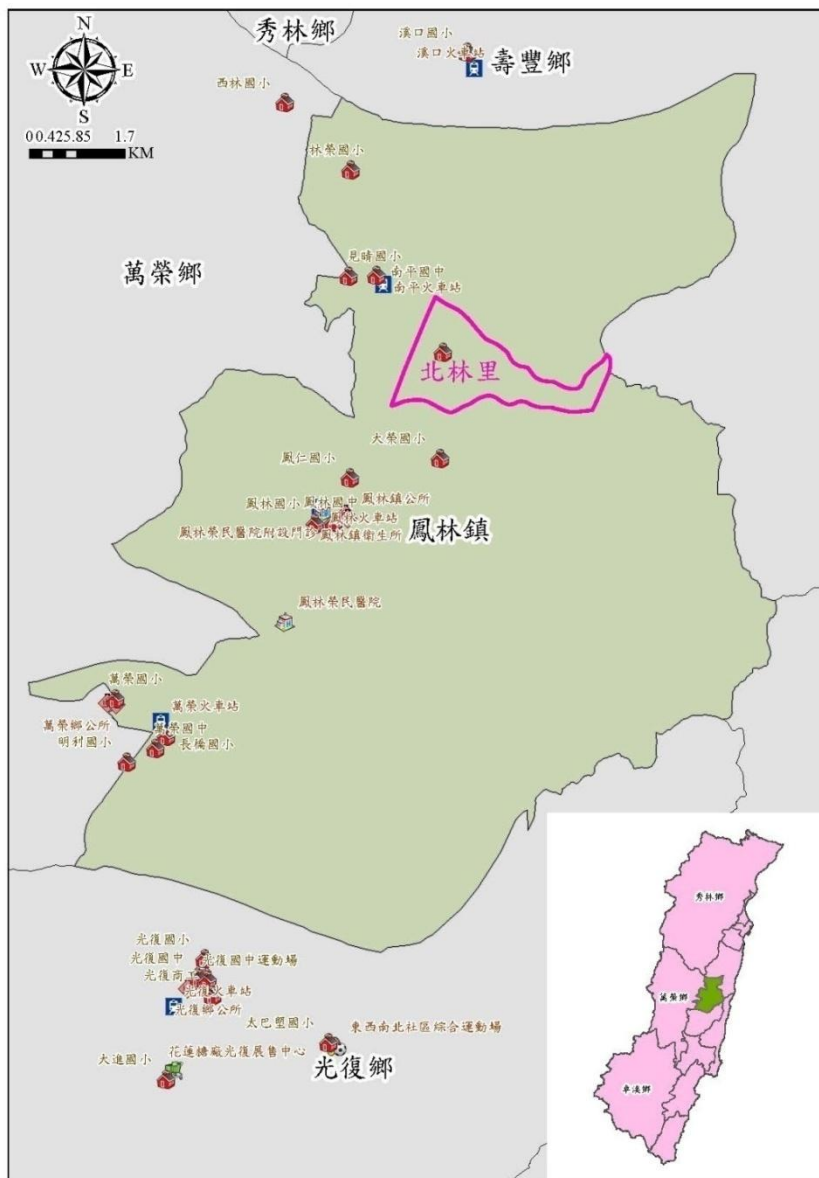 秀林鄉
溪口國小
溪口火車站
壽豐鄉
N
W
E
S
西林國小
0 0.425.85 1.7
KM
林榮國小
萬榮鄉
見晴國小
南平國中
南平火車站
北林里
大榮國小
鳳仁國小
鳳林國小
鳳林國中
鳳林鎮公所
鳳林火車站
鳳林榮民醫院附設門診
鳳林鎮衛生所
鳳林鎮
鳳林榮民醫院
萬榮國小
萬榮火車站
萬榮鄉公所
萬榮國中
明利國小
長橋國小
光復國小
光復國中
光復國中運動場
光復商工
光復火車站
光復鄉公所
太巴塱國小
東西南北社區綜合運動場
大進國小
花蓮糖廠光復展售中心
光復鄉
秀林鄉
萬榮鄉
卓溪鄉